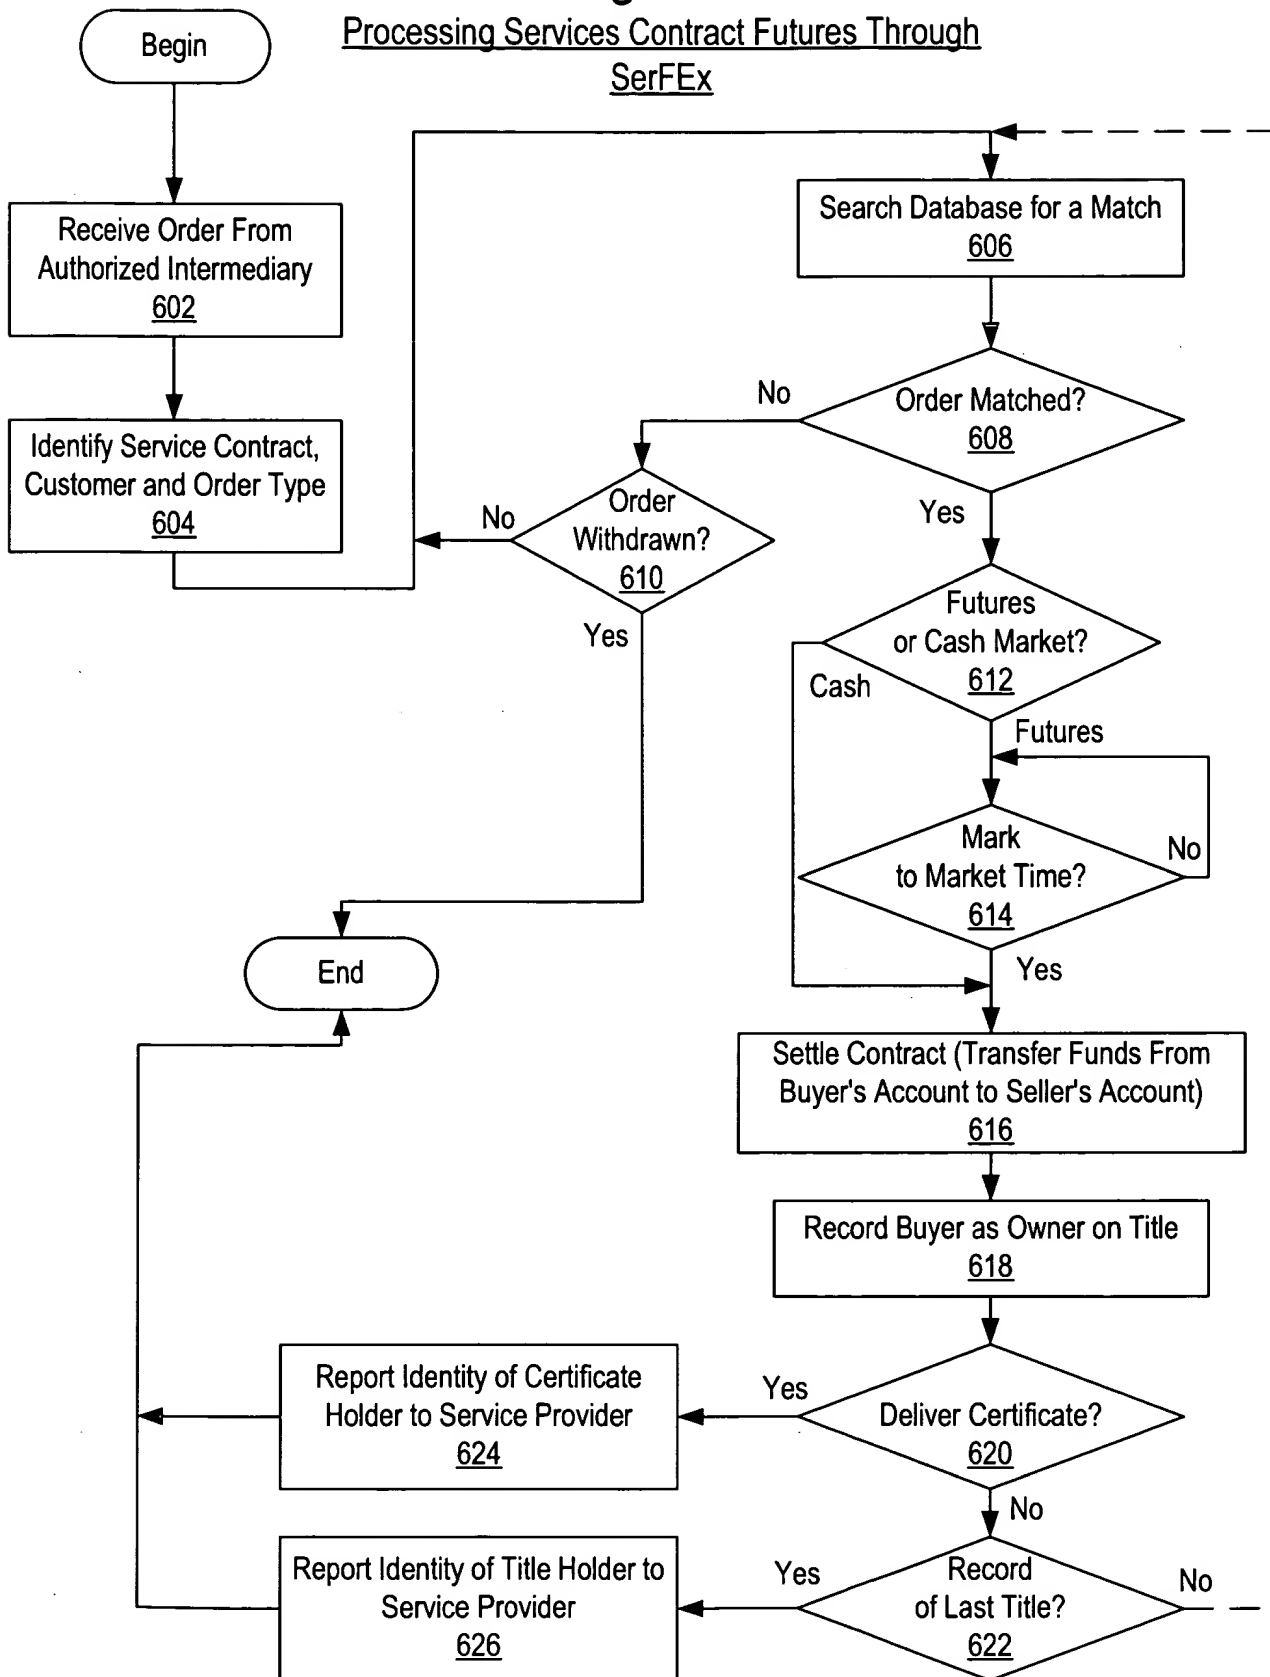 Processing Services Contract Futures Through
SerFEx
Begin
Receive Order From
Authorized Intermediary
602
Identify Service Contract,
Customer and Order Type
604
Search Database for a Match
606
Order Matched?
608
No
Yes
Order
Withdrawn?
610
No
Yes
Futures
or Cash Market?
612
Cash
Futures
Mark
to Market Time?
614
No
Yes
End
Settle Contract (Transfer Funds From
Buyer's Account to Seller's Account)
616
Record Buyer as Owner on Title
618
Deliver Certificate?
620
Yes
No
Report Identity of Certificate
Holder to Service Provider
624
Record
of Last Title?
622
Yes
No
Report Identity of Title Holder to
Service Provider
626